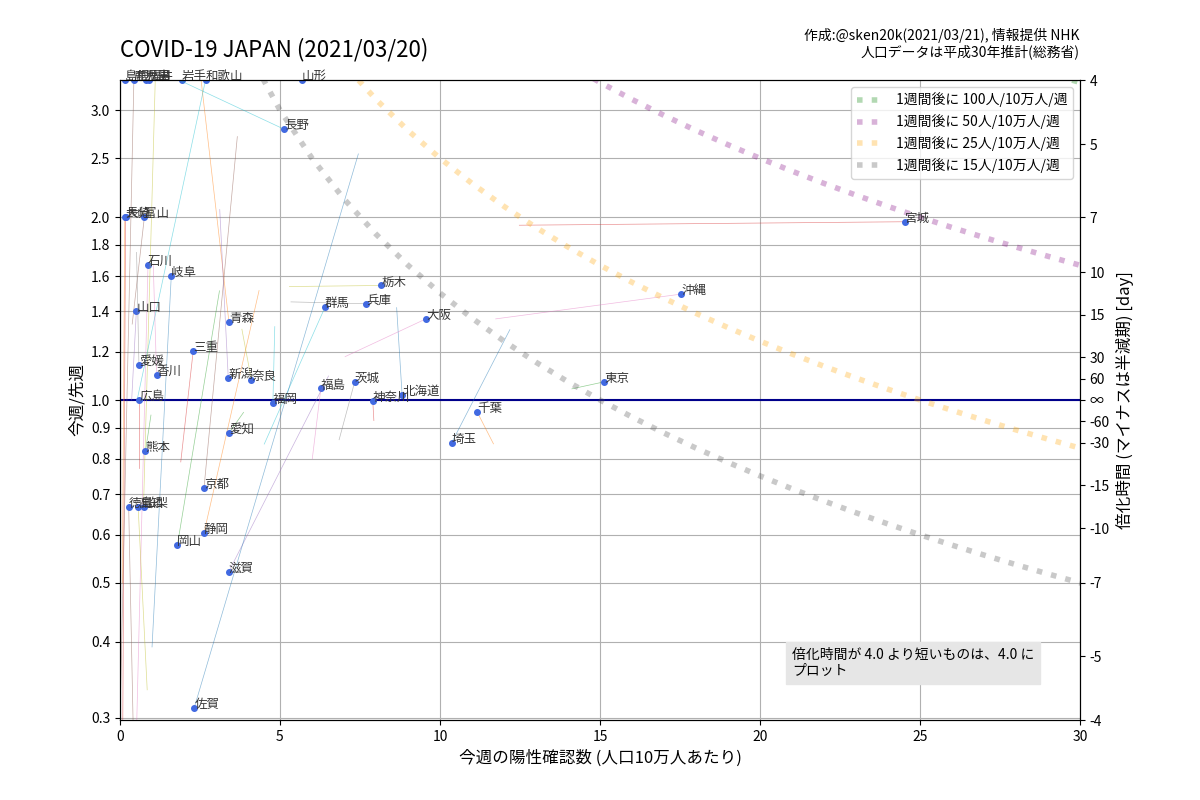 作成:@sken20k(2021/03/21), 情報提供 NHK
人口データは平成30年推計(総務省)
COVID-19 JAPAN (2021/03/20)
岩手和歌山
山形
4
3.0
1週間後に 100人/10万人/週
1週間後に 50人/10万人/週
1週間後に 25人/10万人/週
1週間後に 15人/10万人/週
長野
5
2.5
富山
宮城
2.0
7
1.8
石川
岐阜
10
1.6
栃木
沖縄
群馬
兵庫
山口
1.4
15
青森
大阪
三重
1.2
30
愛媛
香川
新潟
奈良
茨城
東京
60
福島
北海道
広島
福岡
神奈川
1.0
∞
千葉
-60
0.9
愛知
埼玉
-30
熊本
0.8
京都
-15
0.7
徳島
山梨
静岡
-10
0.6
岡山
滋賀
0.5
-7
0.4
-5
倍化時間が 4.0 より短いものは、4.0 に
プロット
佐賀
0.3
-4
0
5
10
15
20
25
30
今週の陽性確認数 (人口10万人あたり)
今週/先週
倍化時間 (マイナスは半減期) [day]